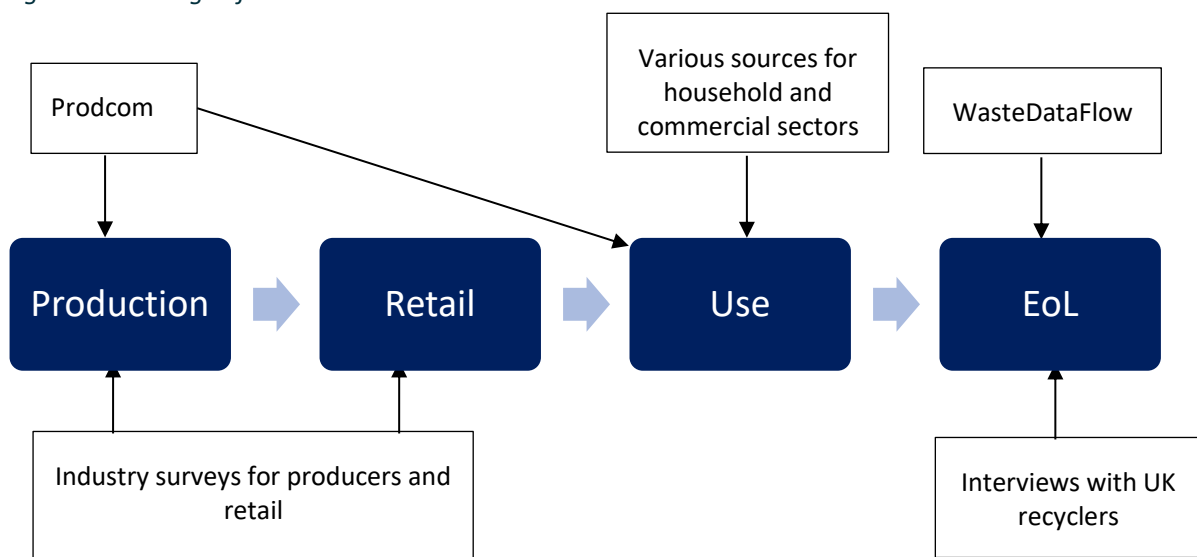 Various sources for
household and
commercial sectors
Prodcom
WasteDataFlow
Production
Retail
Use
EoL
Industry surveys for producers and
retail
Interviews with UK
recyclers